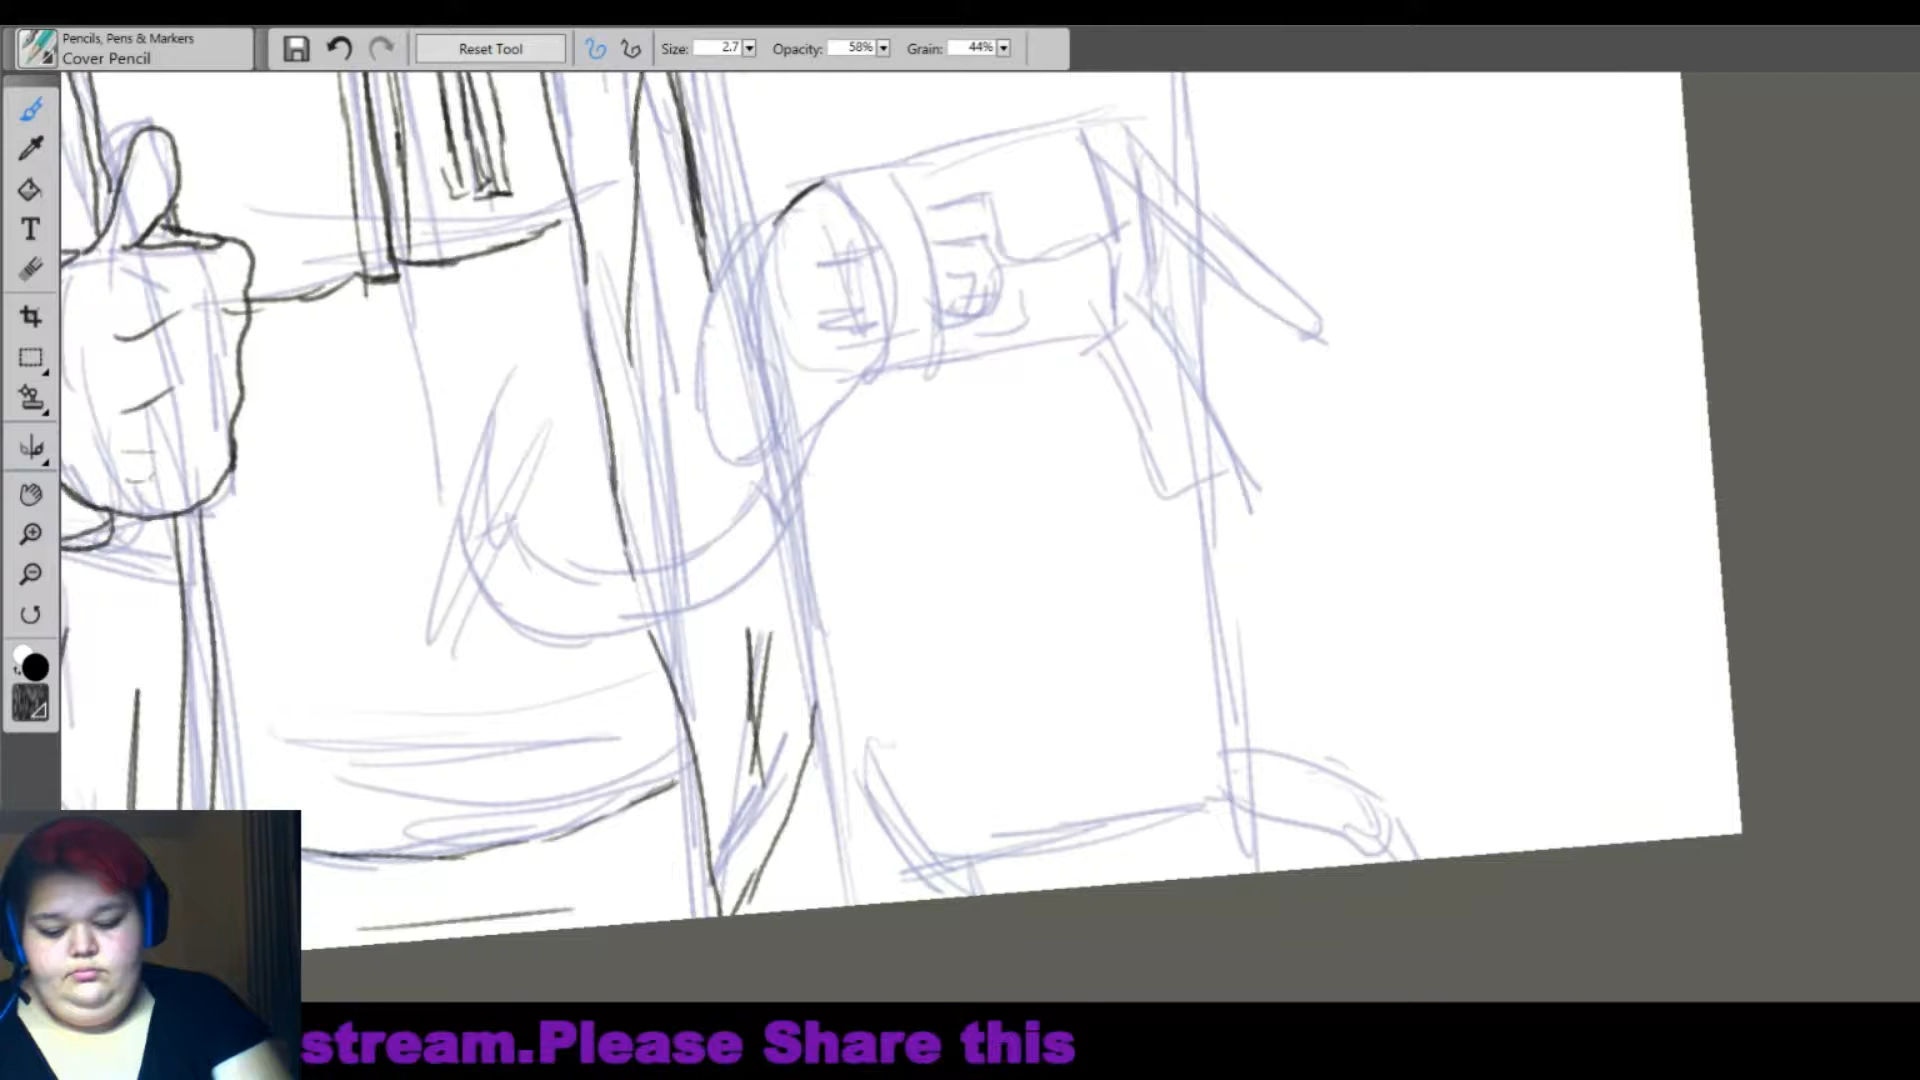 Pencils, Pens & Markers
Cover Pencil
Reset Tool
Size: 2.7
Opacity: 58%
Grain: 44%
T
stream.Please Share this